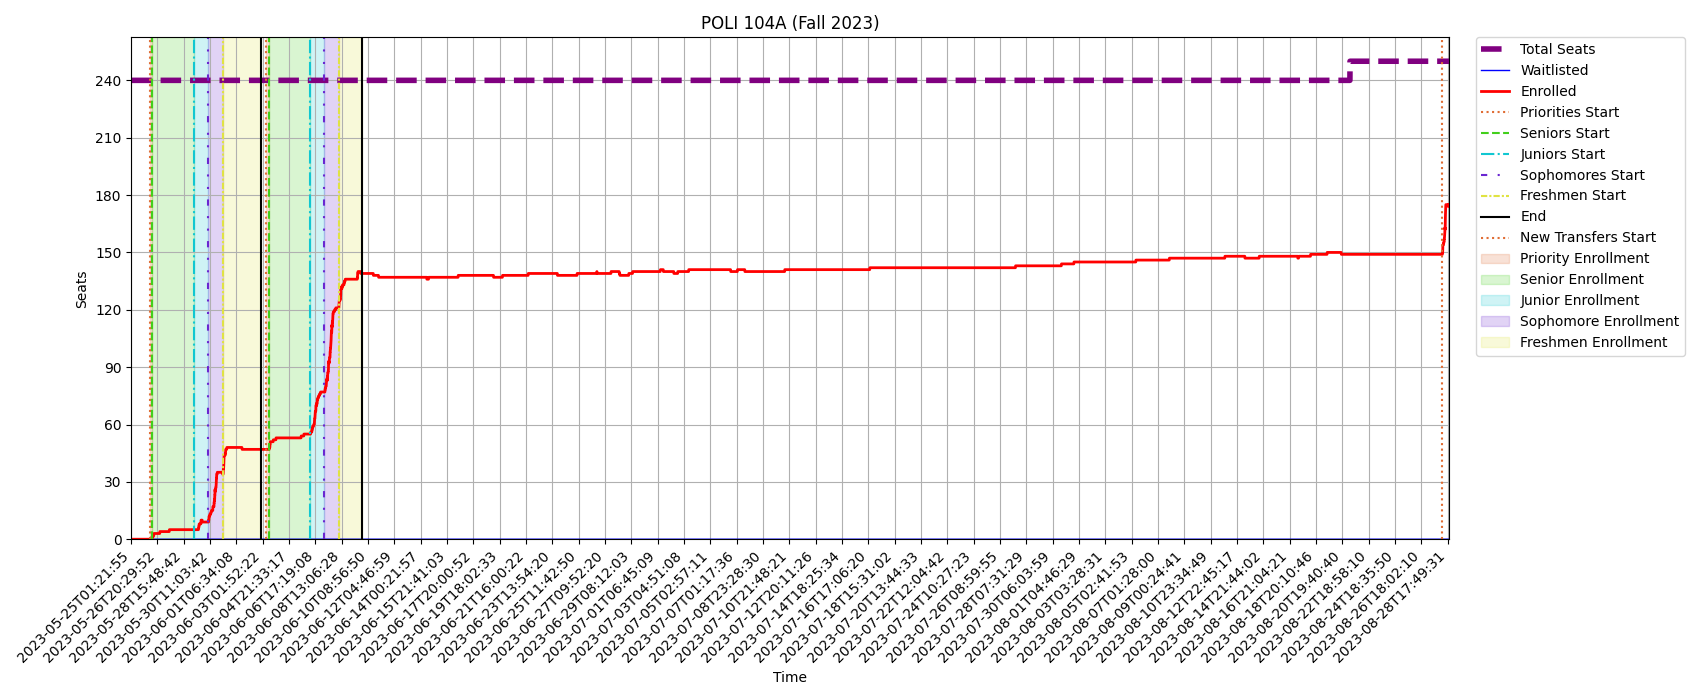 POLI 104A (Fall 2023)
Seats
240
210
180
150
120
90
60
30
0
2023-05-25T01:21:55
2023-05-26T20:29:52
2023-05-28T15:48:42
2023-05-30T11:03:42
2023-06-01T06:34:08
2023-06-03T01:52:22
2023-06-04T21:33:17
2023-06-06T17:19:08
2023-06-08T13:06:28
2023-06-10T08:56:50
2023-06-12T04:46:59
2023-06-14T00:21:57
2023-06-15T21:41:03
2023-06-17T20:00:52
2023-06-19T18:02:33
2023-06-21T16:00:22
2023-06-23T13:54:20
2023-06-25T11:42:50
2023-06-27T09:52:20
2023-06-29T08:12:03
2023-07-01T06:45:09
2023-07-03T04:51:08
2023-07-05T02:57:11
2023-07-07T01:17:36
2023-07-08T23:28:30
2023-07-10T21:48:21
2023-07-12T20:11:26
2023-07-14T18:25:34
2023-07-16T17:06:20
2023-07-18T15:31:02
2023-07-20T13:44:33
2023-07-22T12:04:42
2023-07-24T10:27:23
2023-07-26T08:59:55
2023-07-28T07:31:29
2023-07-30T06:03:59
2023-08-01T04:46:29
2023-08-03T03:28:31
2023-08-05T02:41:53
2023-08-07T01:28:00
2023-08-09T00:24:41
2023-08-10T23:34:49
2023-08-12T22:45:17
2023-08-14T21:44:02
2023-08-16T21:04:21
2023-08-18T20:10:46
2023-08-20T19:40:40
2023-08-22T18:58:10
2023-08-24T18:35:50
2023-08-26T18:02:10
2023-08-28T17:49:31
Time
Total Seats
Waitlisted
Enrolled
Priorities Start
Seniors Start
Juniors Start
Sophomores Start
Freshmen Start
End
New Transfers Start
Priority Enrollment
Senior Enrollment
Junior Enrollment
Sophomore Enrollment
Freshmen Enrollment